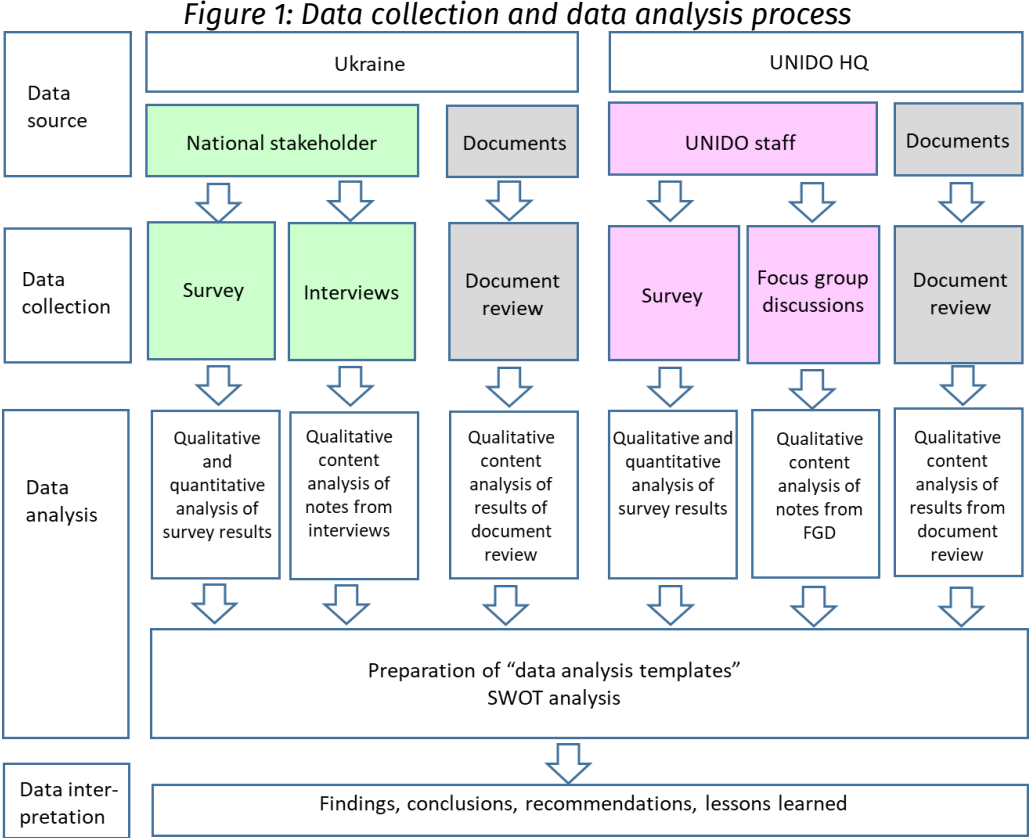 Figure 1: Data collection and data analysis process
Data
source
Ukraine
UNIDO HQ
National stakeholder
Documents
UNIDO staff
Documents
Data
collection
Survey
Interviews
Document
review
Survey
Focus group
discussions
Document
review
Data
analysis
Qualitative
and
quantitative
analysis of
survey results
Qualitative
content
analysis of
notes from
interviews
Qualitative
content
analysis of
results of
document
review
Qualitative and
quantitative
analysis of
survey results
Qualitative
content
analysis of
notes from
FGD
Qualitative
content
analysis of
results from
document
review
Preparation of “data analysis templates”
SWOT analysis
Data inter-
pretation
Findings, conclusions, recommendations, lessons learned